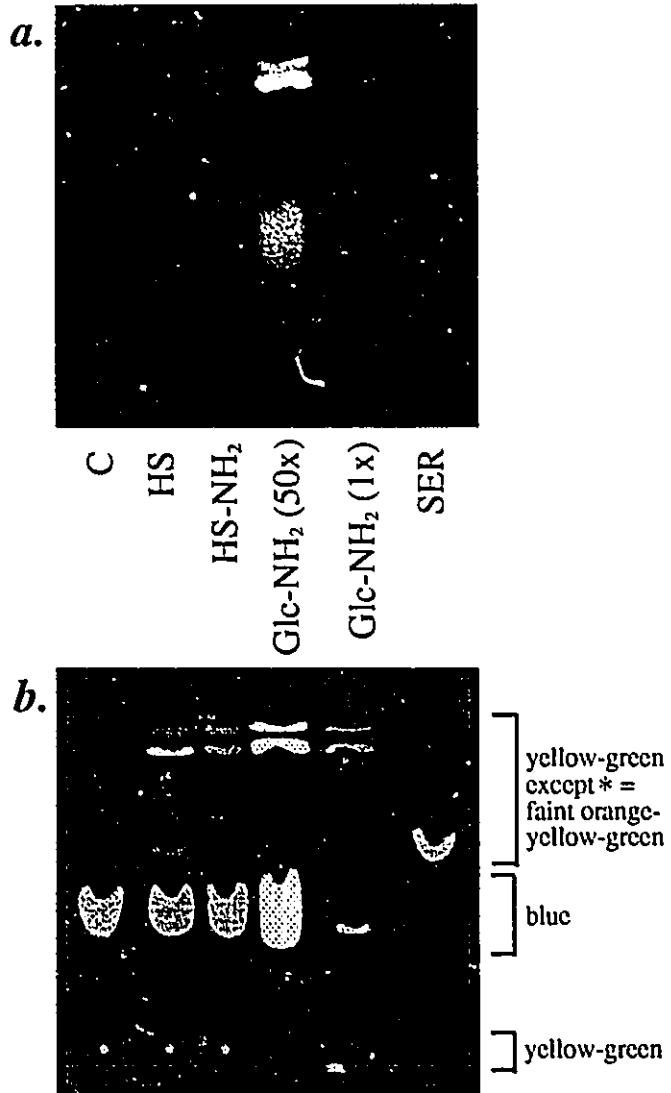 a.
C
HS
HS-NH₂
Glc-NH₂ (50x)
Glc-NH₂ (1x)
SER
b.
yellow-green
except * =
faint orange-
yellow-green
blue
* * *
yellow-green